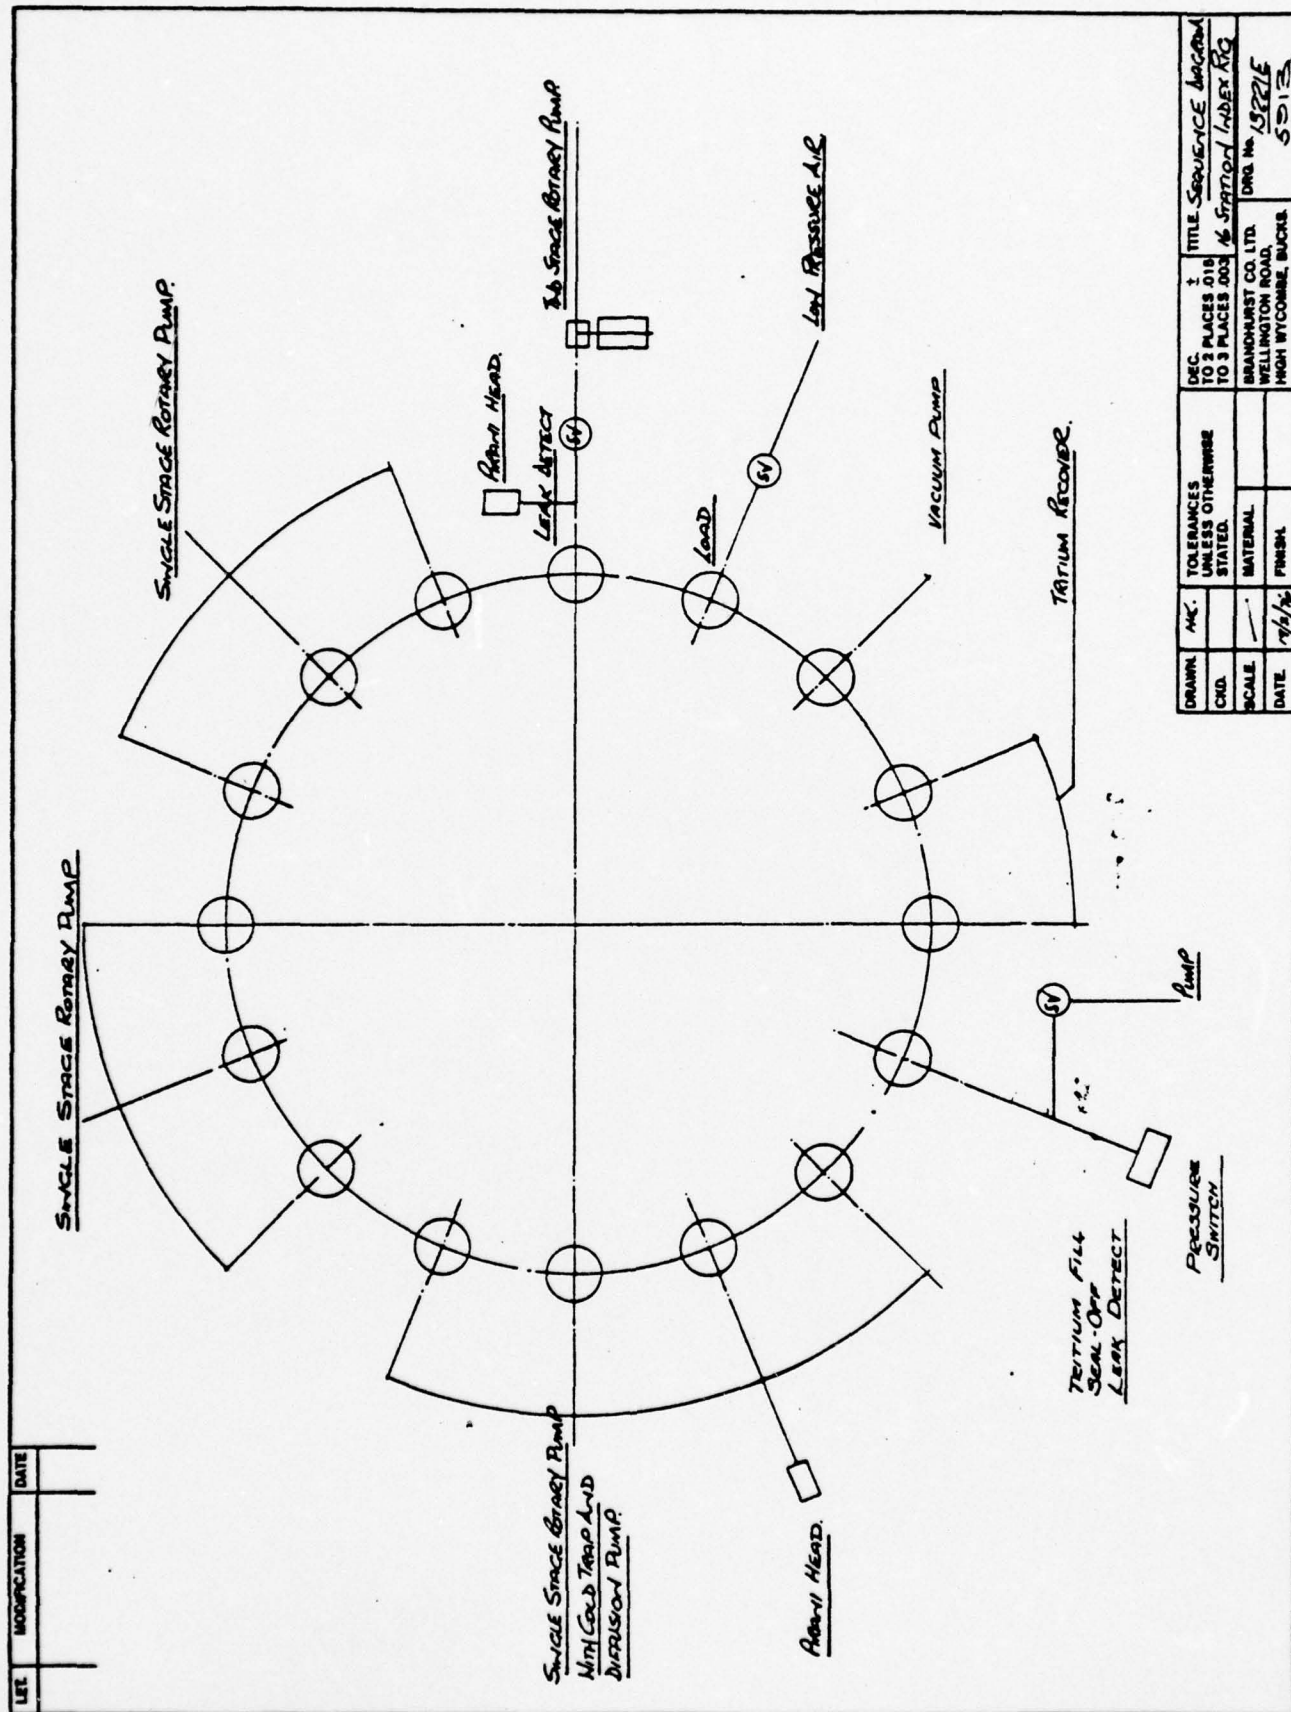 LET.
MODIFICATION
DATE
SINGLE STAGE ROTARY PUMP
SINGLE STAGE ROTARY PUMP.
PIRANI HEAD.
LEAK DETECT
STAGE ROTARY PUMP.
SV
LOAD
SV
LOW PRESSURE AIR.
VACUUM PUMP
TRITIUM RECOVER.
SV
PUMP
PRESSURE
SWITCH
TRITIUM FILL
SEAL-OFF
LEAK DETECT
PIRANI HEAD.
SINGLE STAGE ROTARY PUMP
WITH COLD TRAP AND
DIFFUSION PUMP.
DRAWN.
CKD.
SCALE.
DATE.
TOLERANCES
UNLESS OTHERWISE
STATED.
MATERIAL.
FINISH.
DEC. ±
TO 2 PLACES .015
TO 3 PLACES .003
TITLE. SEQUENCE DIAGRAM
16 STATION INDEX RIG
BRANDHURST CO. LTD.
WELLINGTON ROAD,
HIGH WYCOMBE, BUCKS.
DRG. No.